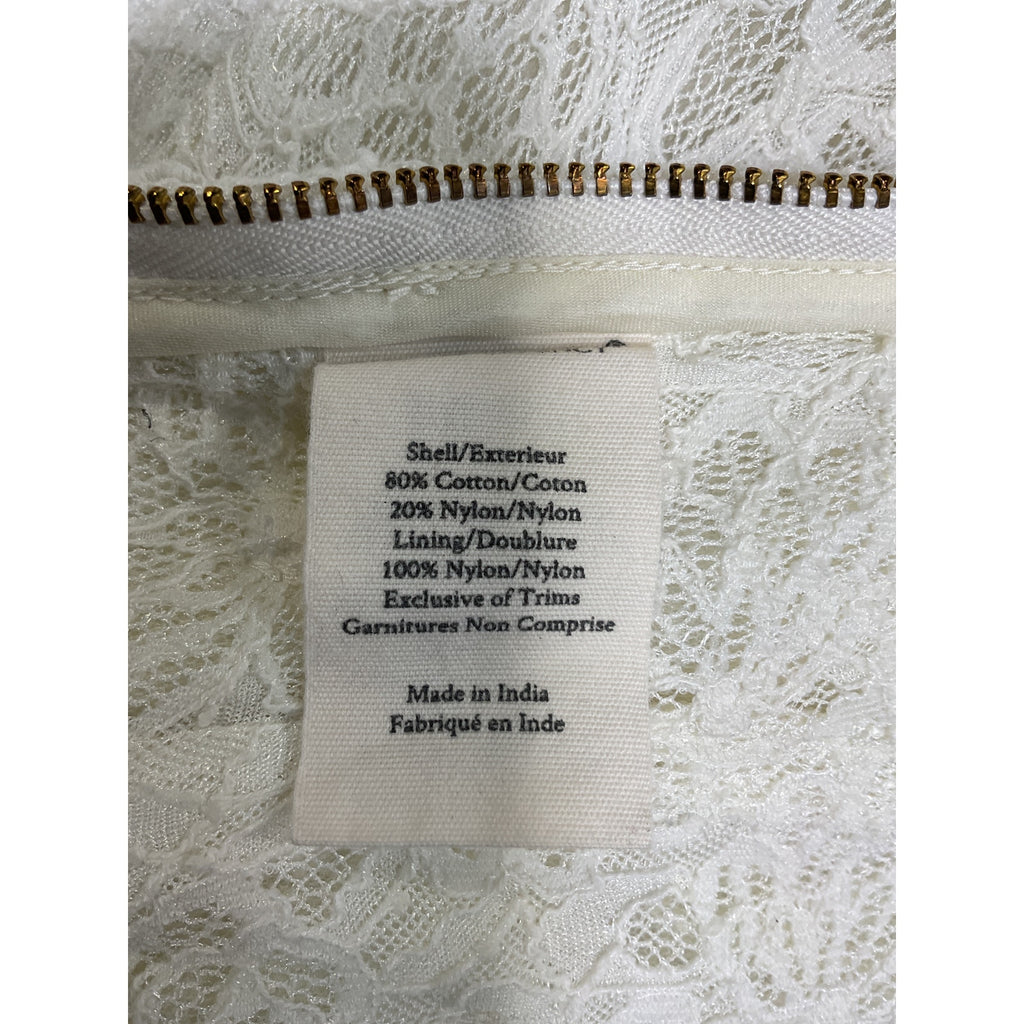 Shell/Exterieur
80% Cotton/Coton
20% Nylon/Nylon
Lining/Doublure
100% Nylon/Nylon
Exclusive of Trims
Garnitures Non Comprise
Made in India
Fabriqué en Inde